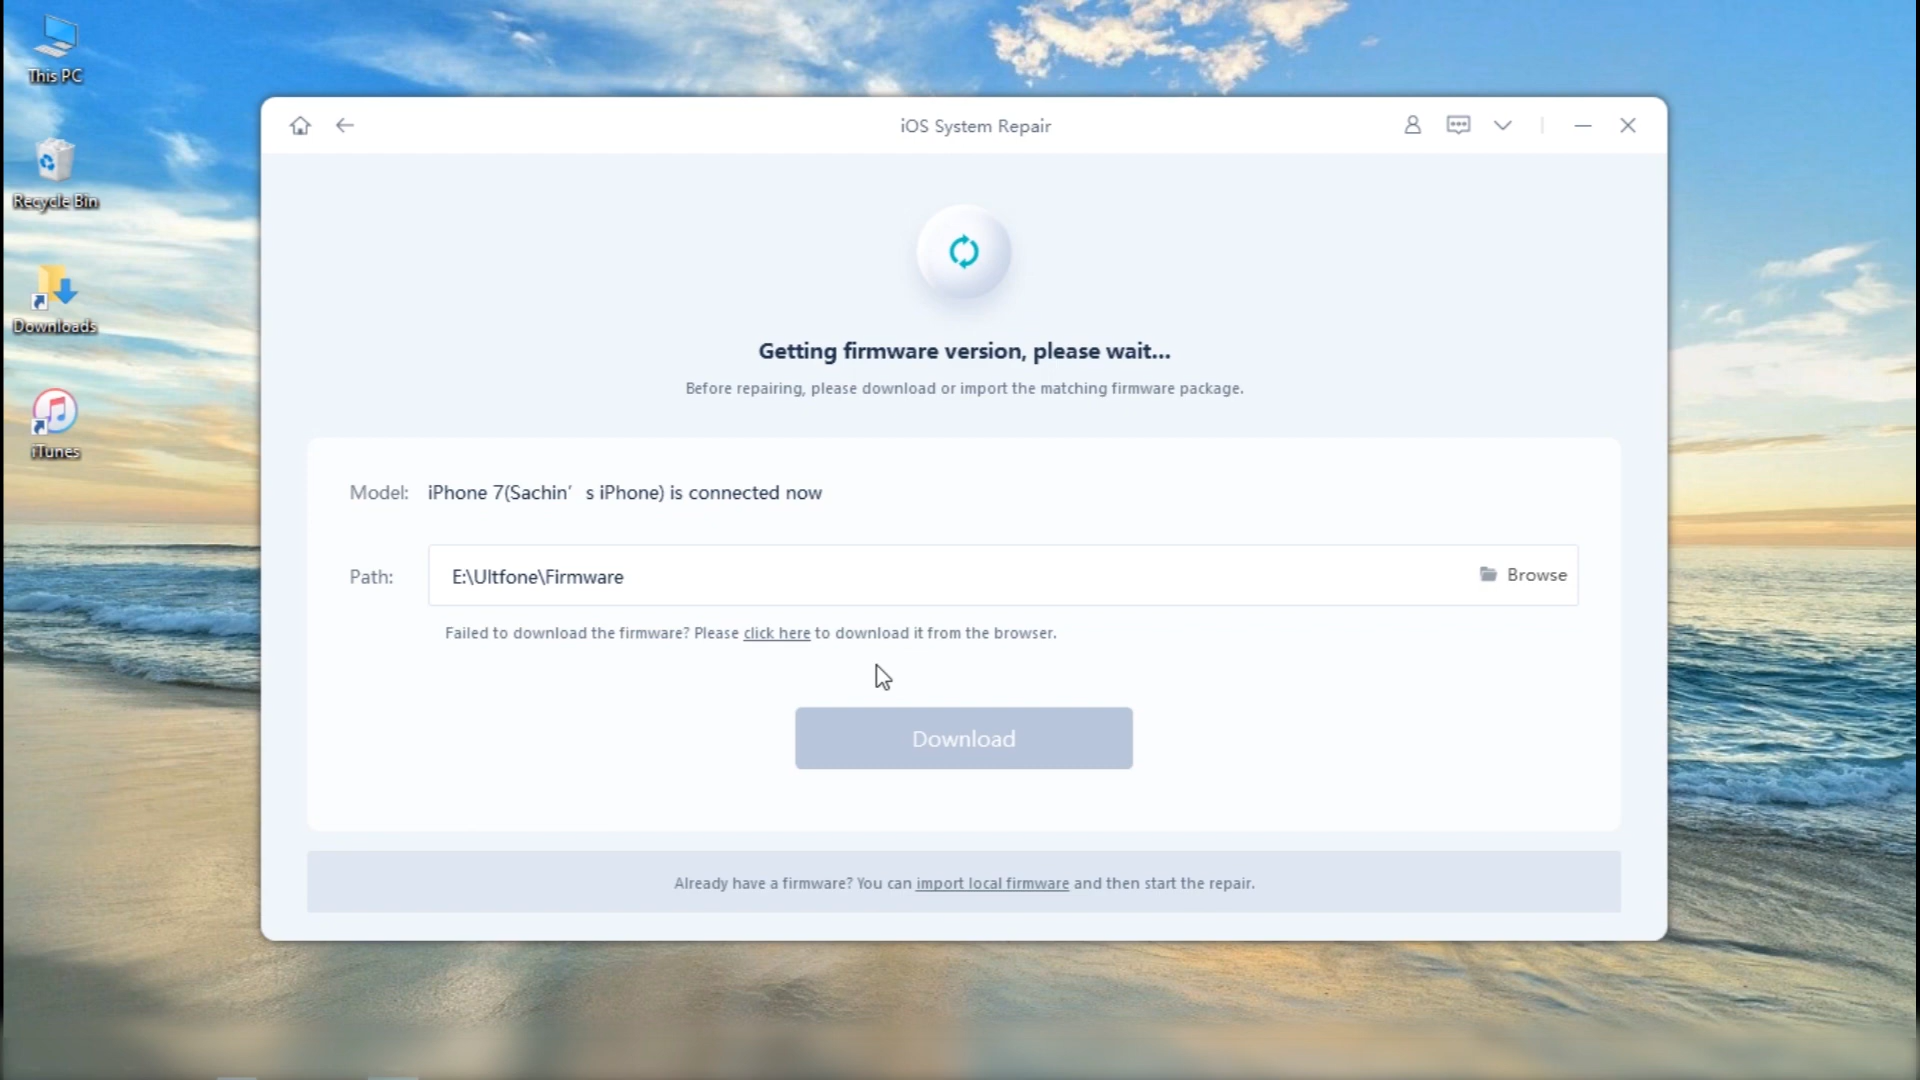 This PC
Recycle Bin
Downloads
iTunes
iOS System Repair
Getting firmware version, please wait...
Before repairing, please download or import the matching firmware package.
Model: iPhone 7(Sachin’ s iPhone) is connected now
Path: E:\Ultfone\Firmware Browse
Failed to download the firmware? Please click here to download it from the browser.
Download
Already have a firmware? You can import local firmware and then start the repair.